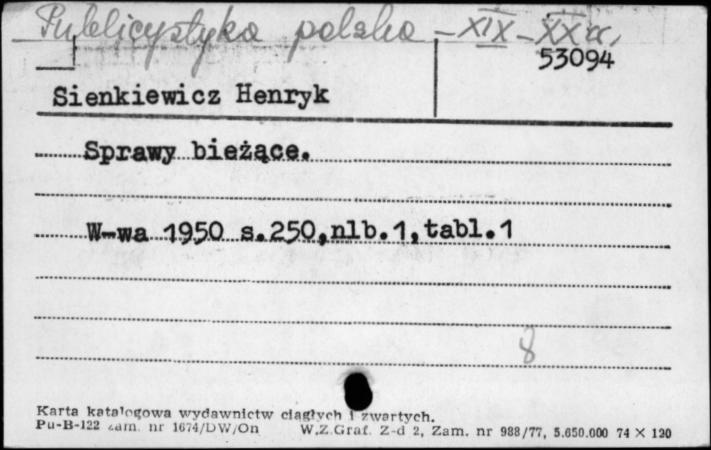 Publicystyka polska – XIX – XX w.
53094
Sienkiewicz Henryk
Sprawy bieżące.
W-wa 1950 s.250,nlb.1,tabl.1
8
Karta katalogowa wydawnictw ciągłych i zwartych.
Pu-B-122 zam. nr 1674/DW/On W.Z.Graf. Z-d 2, Zam. nr 988/77, 5.650.000 74 × 120